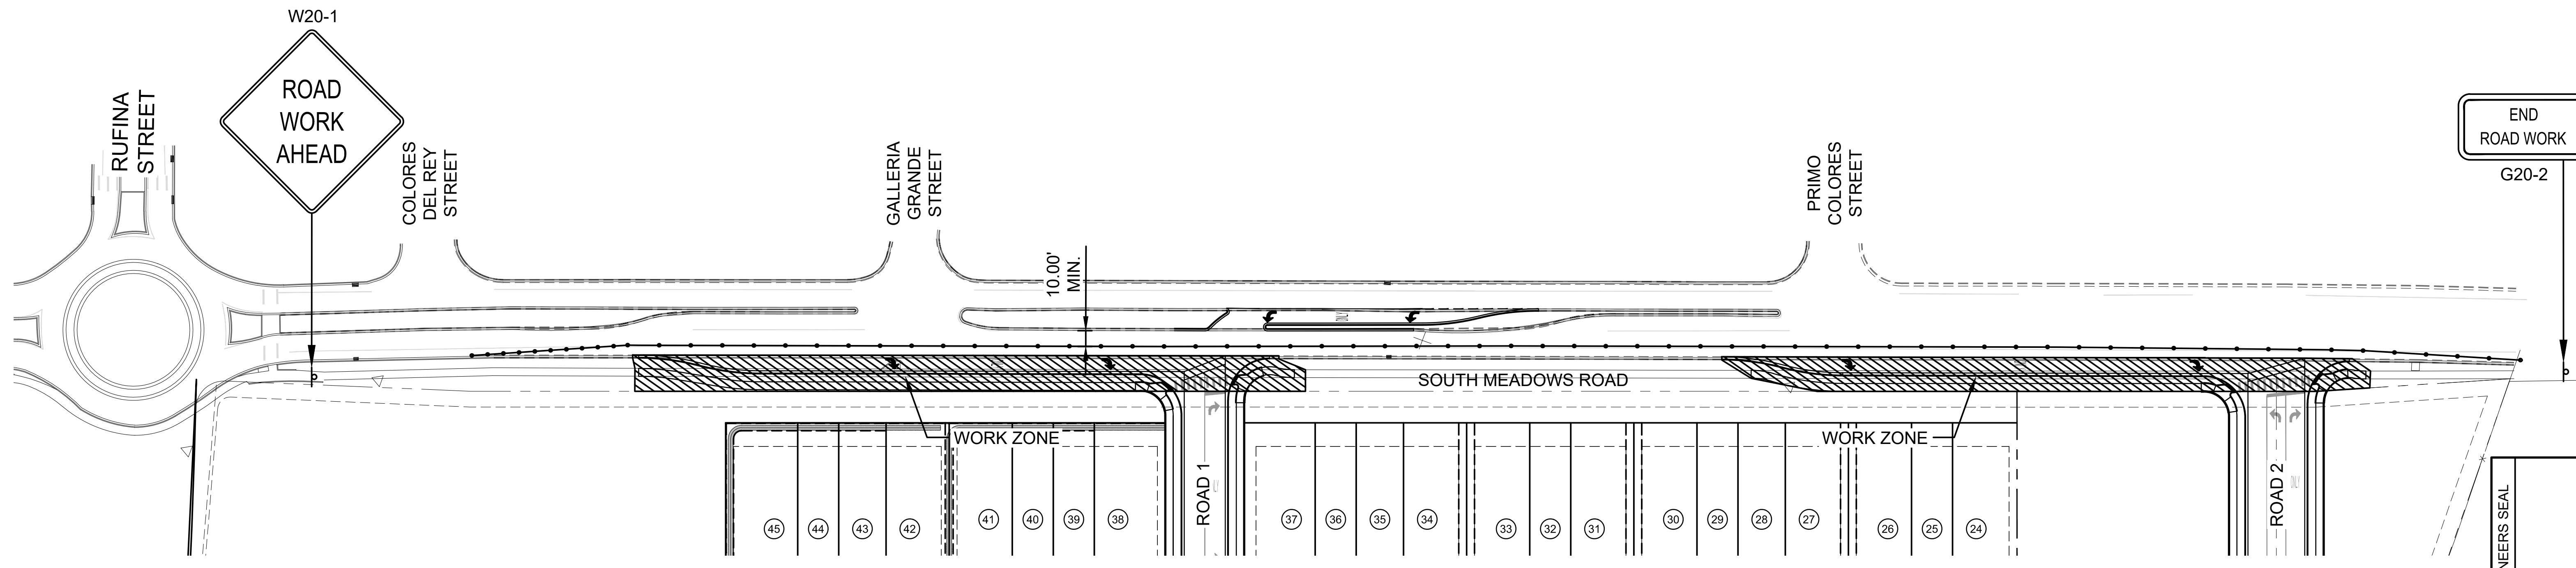 W20-1
ROAD
WORK
AHEAD
RUFINA
STREET
COLORES
DEL REY
STREET
GALLERIA
GRANDE
STREET
10.00'
MIN.
PRIMO
COLORES
STREET
END
ROAD WORK
G20-2
SOUTH MEADOWS ROAD
WORK ZONE
WORK ZONE
ROAD 1
ROAD 2
45
44
43
42
41
40
39
38
37
36
35
34
33
32
31
30
29
28
27
26
25
24
NEERS SEAL